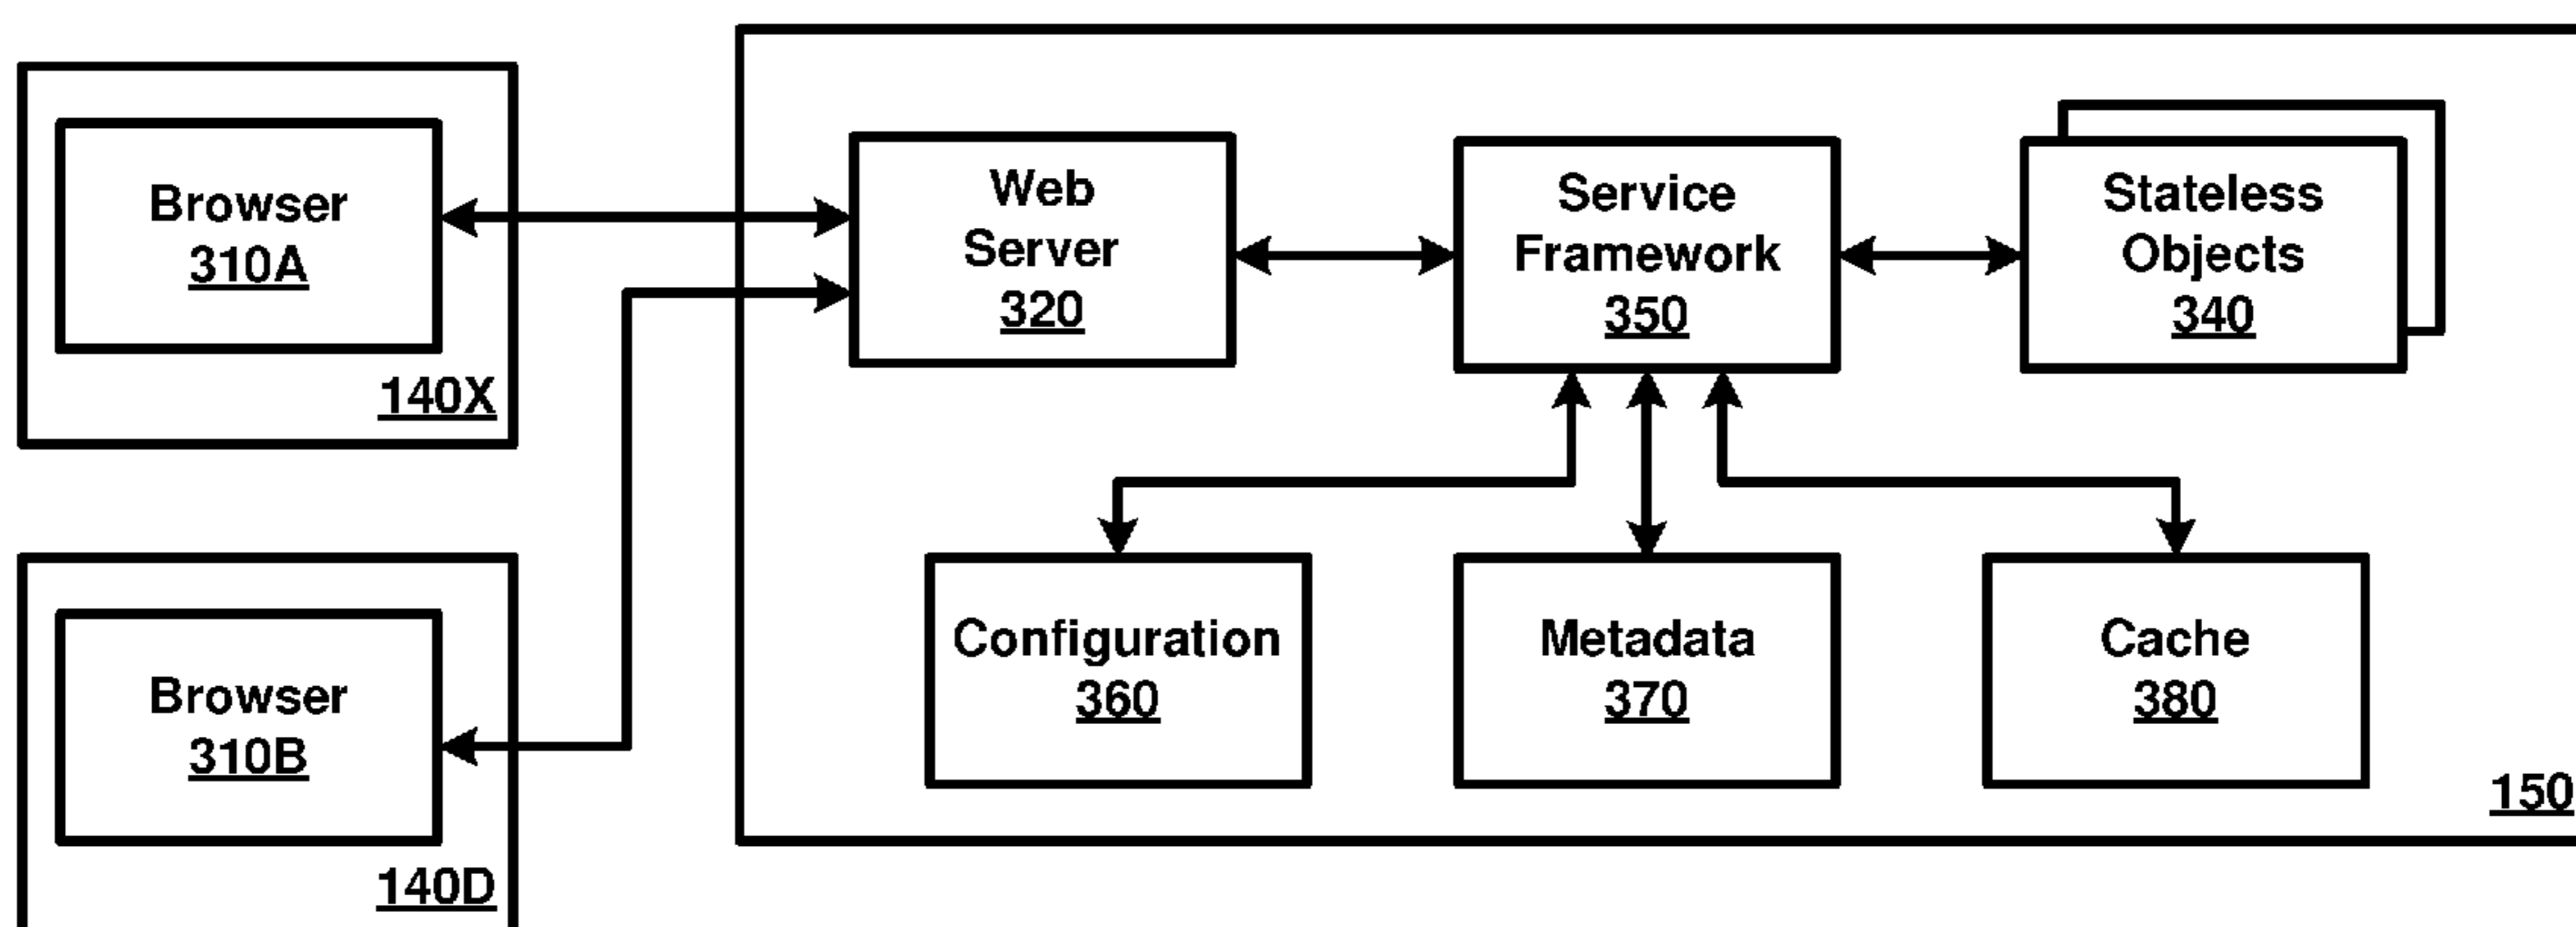 Browser
310A
140X
Browser
310B
140D
Web
Server
320
Service
Framework
350
Stateless
Objects
340
Configuration
360
Metadata
370
Cache
380
150